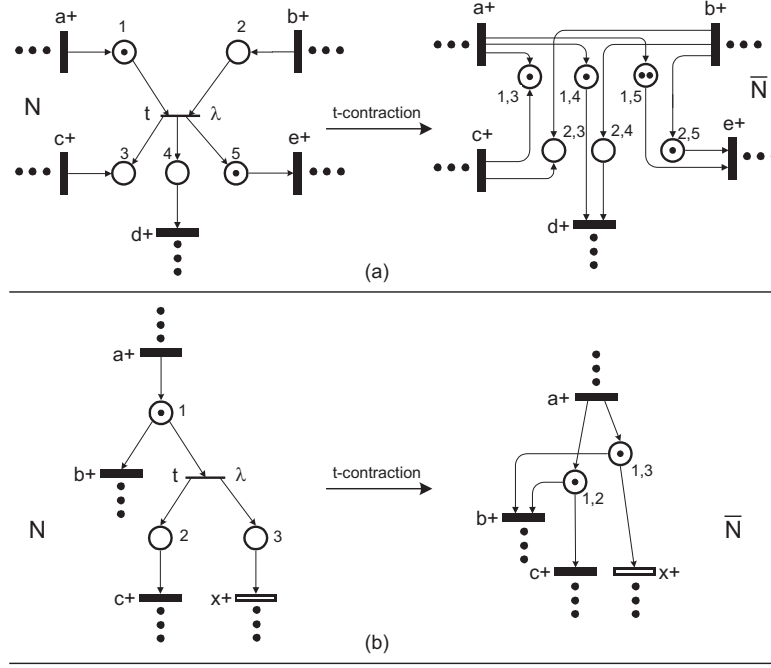 a+ 1 2 b+
N
t λ
c+ 3 4 5 e+
d+
t-contraction
a+ b+
N̅
1,3 1,4 1,5
c+ 2,3 2,4 2,5 e+
d+
(a)
a+
1
b+ t λ
N
2 3
c+ x+
t-contraction
a+
1,3
1,2
b+
N̅
c+ x+
(b)